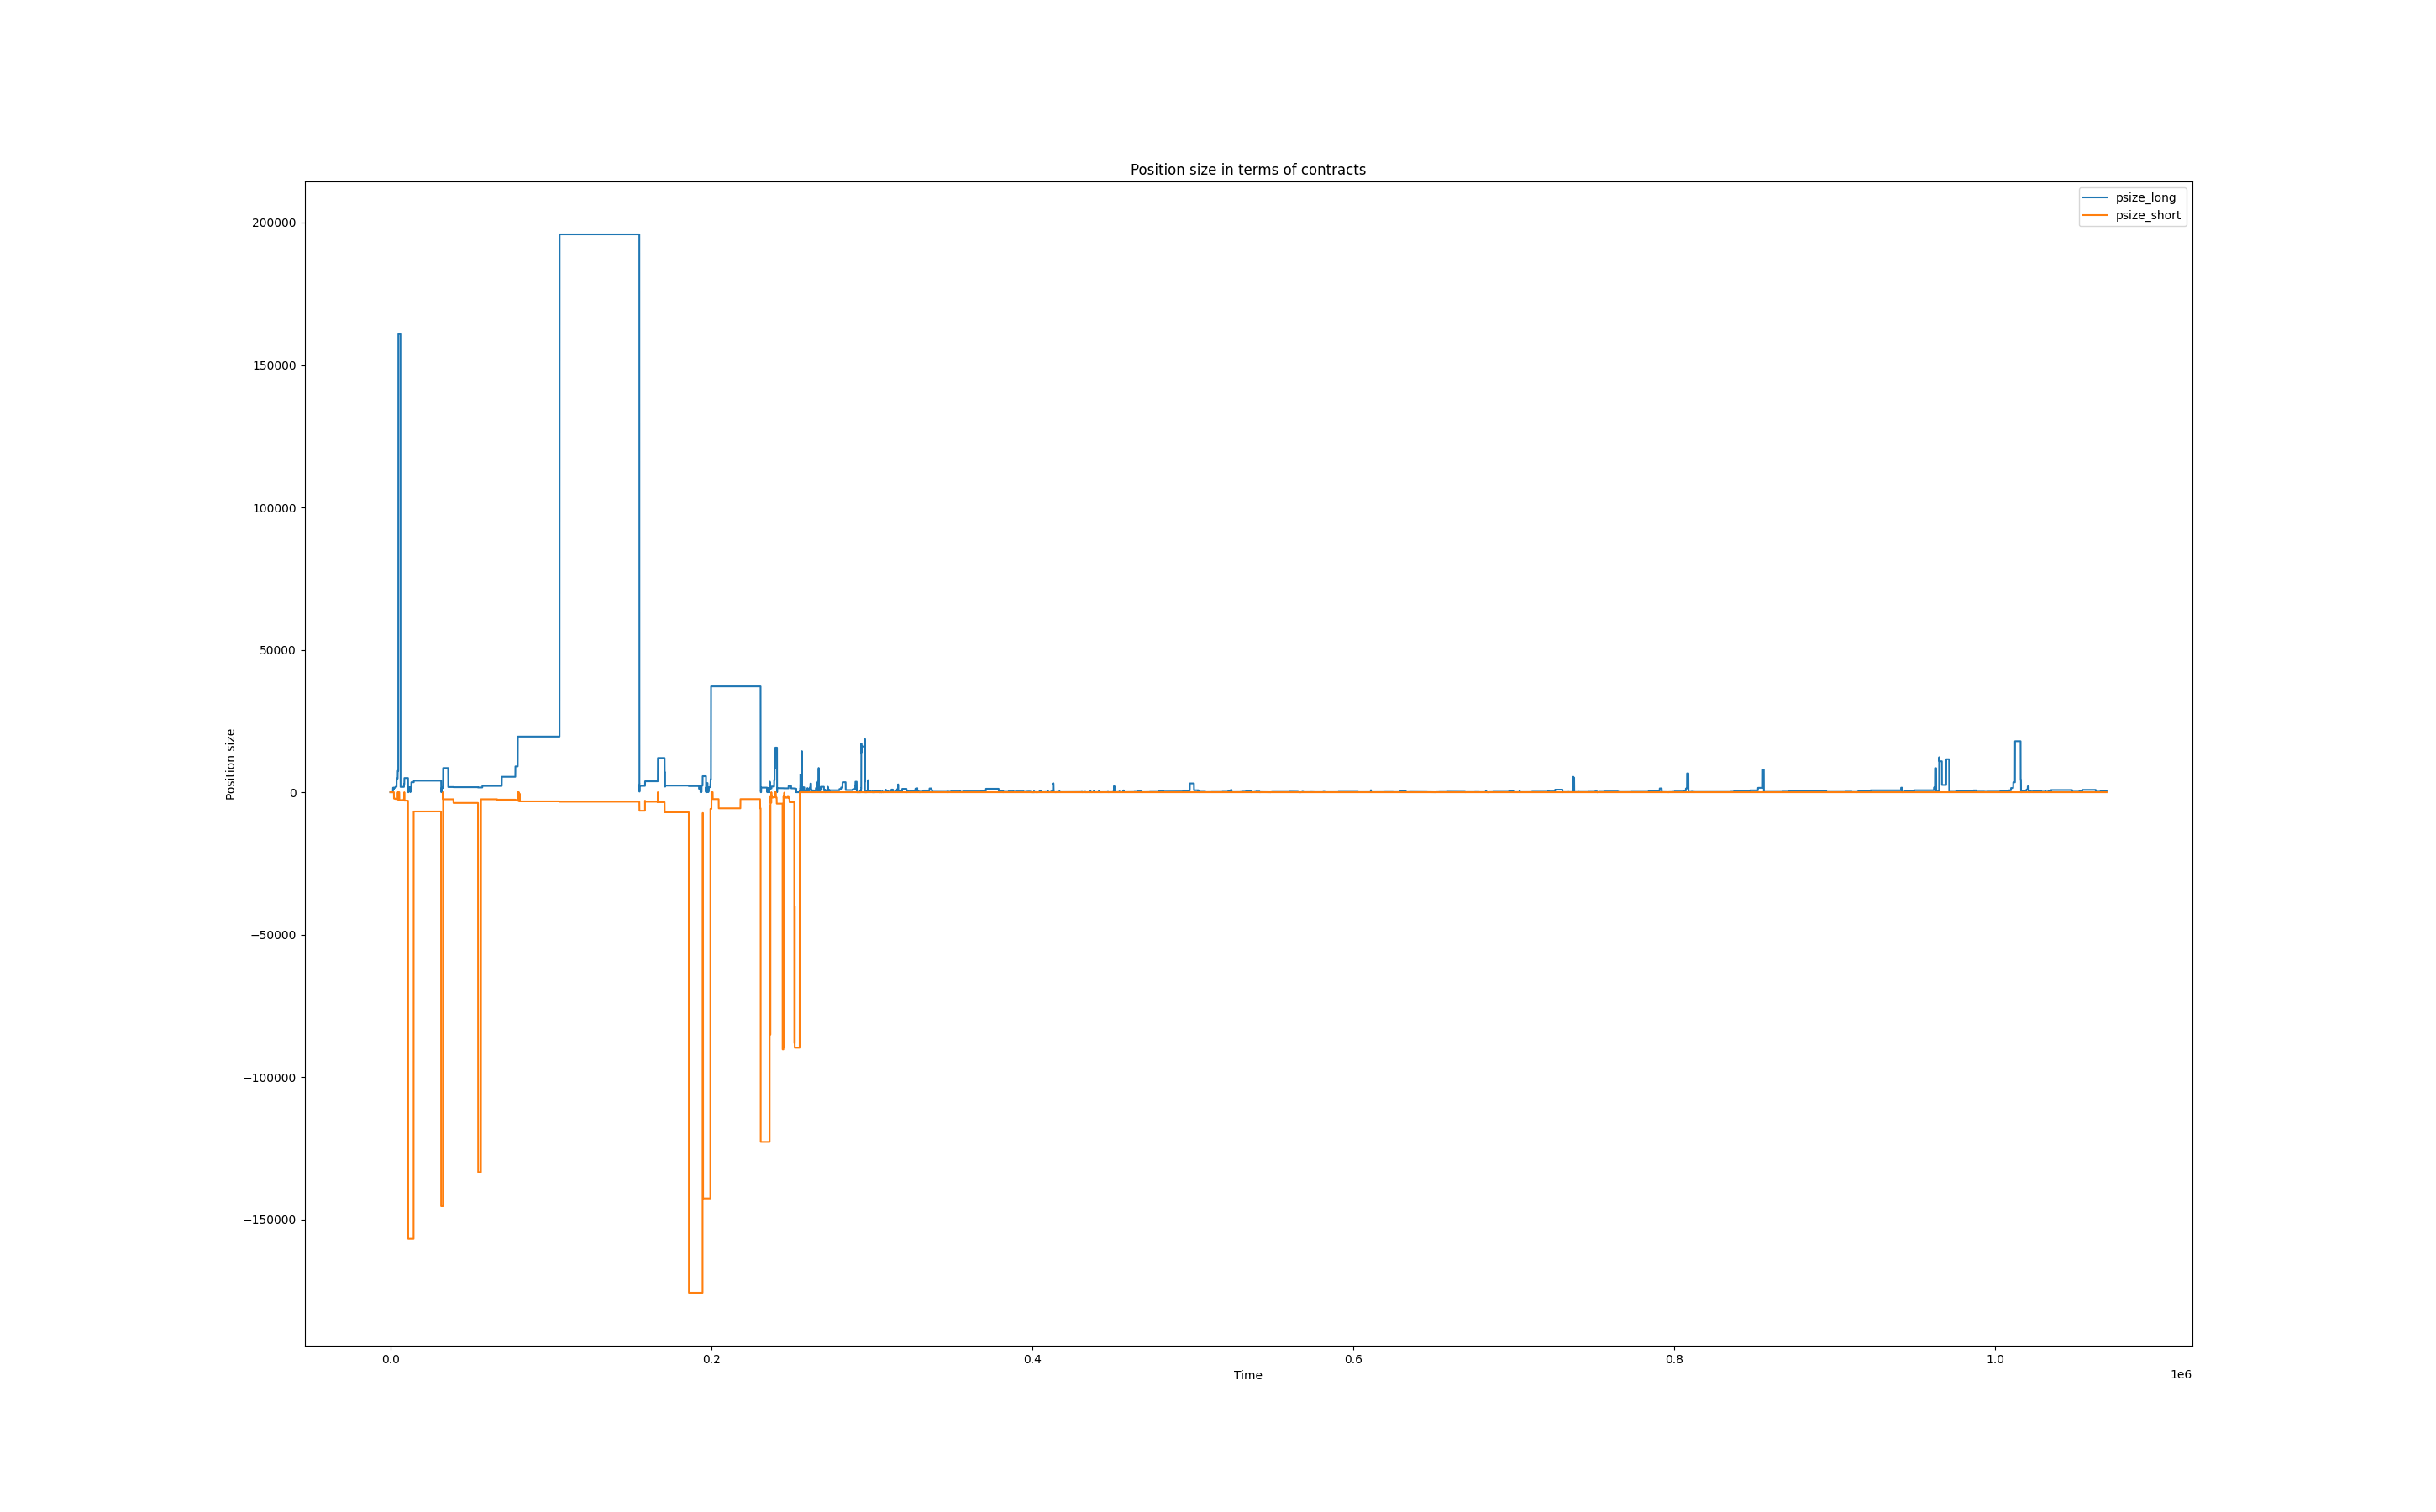 Position size in terms of contracts
psize_long
psize_short
200000
150000
100000
50000
0
−50000
−100000
−150000
Position size
0.0
0.2
0.4
0.6
0.8
1.0
1e6
Time